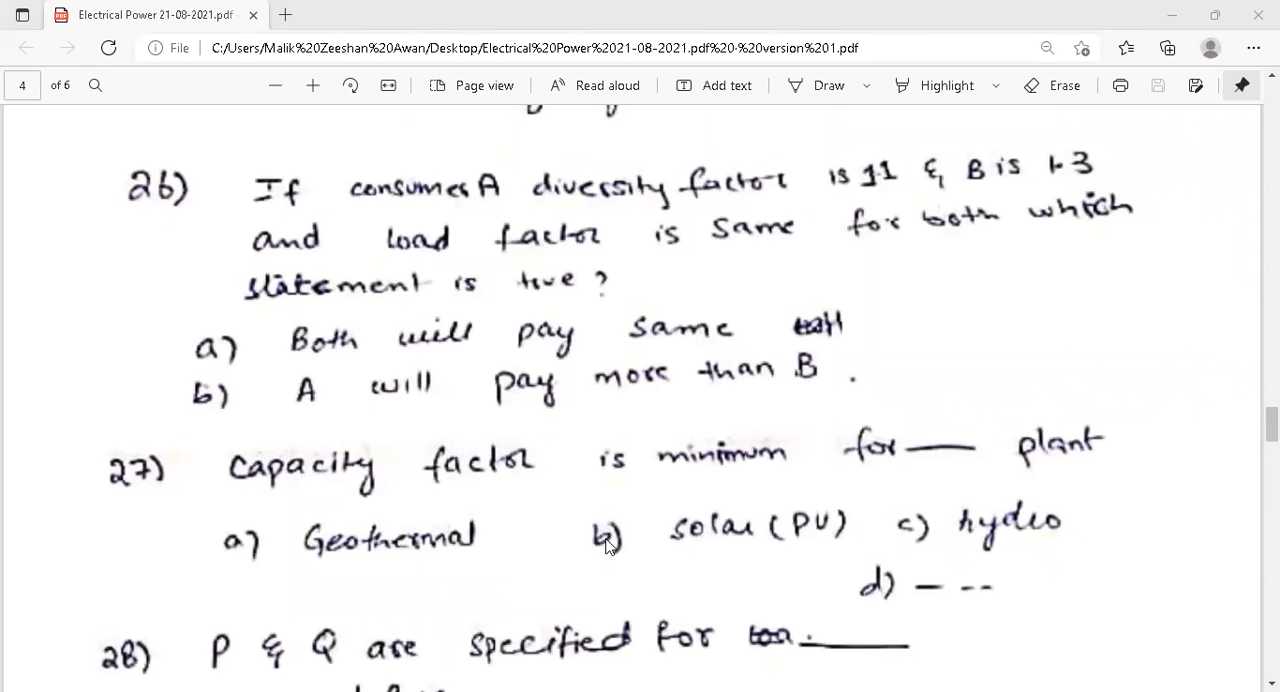 Electrical Power 21-08-2021.pdf
File
C:/Users/Malik%20Zeeshan%20Awan/Desktop/Electrical%20Power%2021-08-2021.pdf%20-%20version%201.pdf
4 of 6
Page view
Read aloud
Add text
Draw
Highlight
Erase
26) If consumer A diversity factor is 1.1 & B is 1.3
and load factor is same for both which
statement is true?
a) Both will pay same
b) A will pay more than B.
27) Capacity factor is minimum for ___ plant
a) Geothermal b) solar (PV) c) hydro
d) — --
28) P & Q are specified for ______